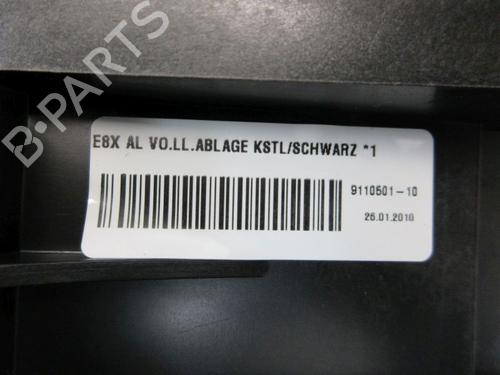 E8X AL VO.LL.ABLAGE KSTL/SCHWARZ *1
9110501-10
26.01.2010
B-PARTS